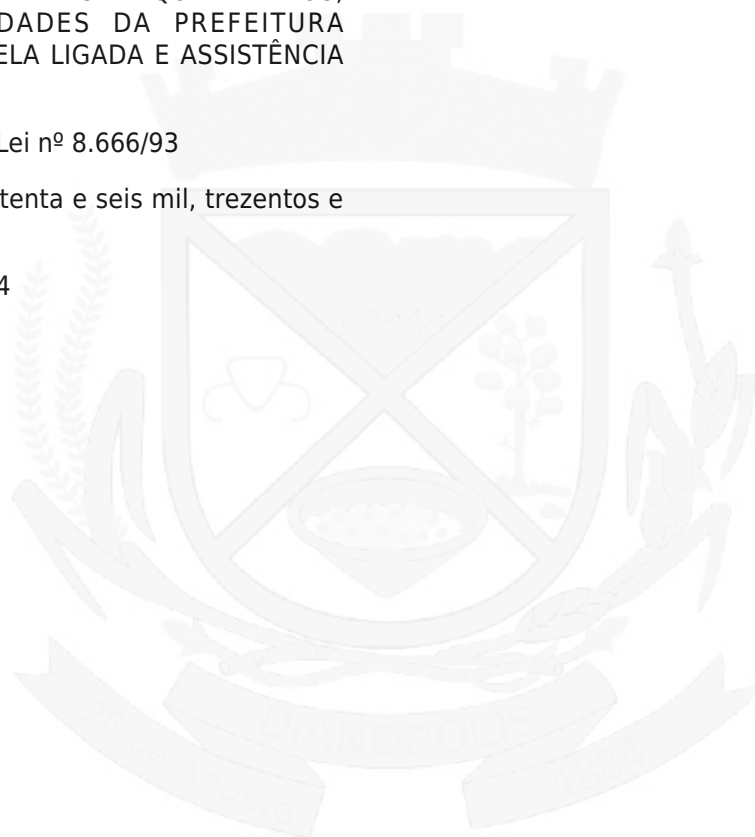 DADES DA PREFEITURA
ELA LIGADA E ASSISTÊNCIA
Lei nº 8.666/93
tenta e seis mil, trezentos e
4
DIANOPOLIS
26 de Agosto
1884